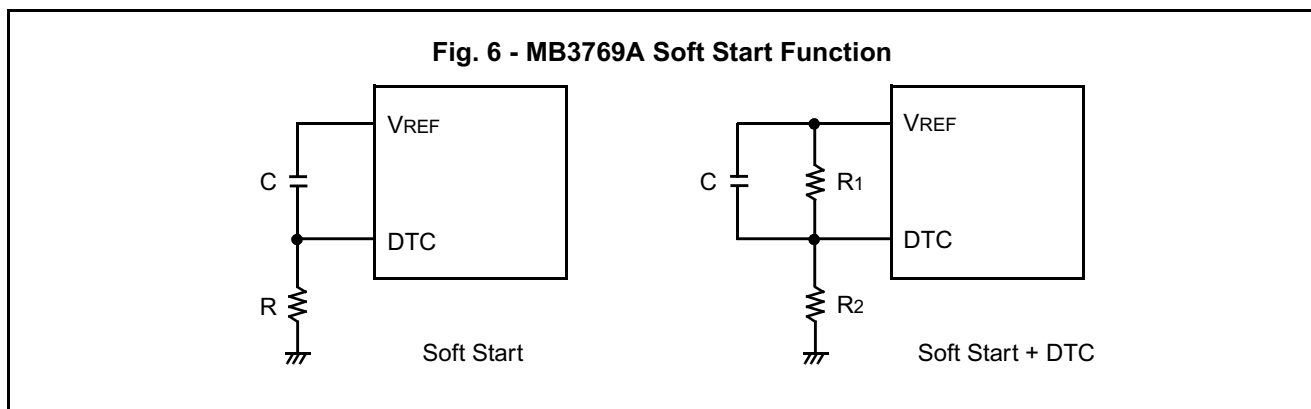 Fig. 6 - MB3769A Soft Start Function
VREF
C
DTC
R
Soft Start
VREF
C
R1
DTC
R2
Soft Start + DTC